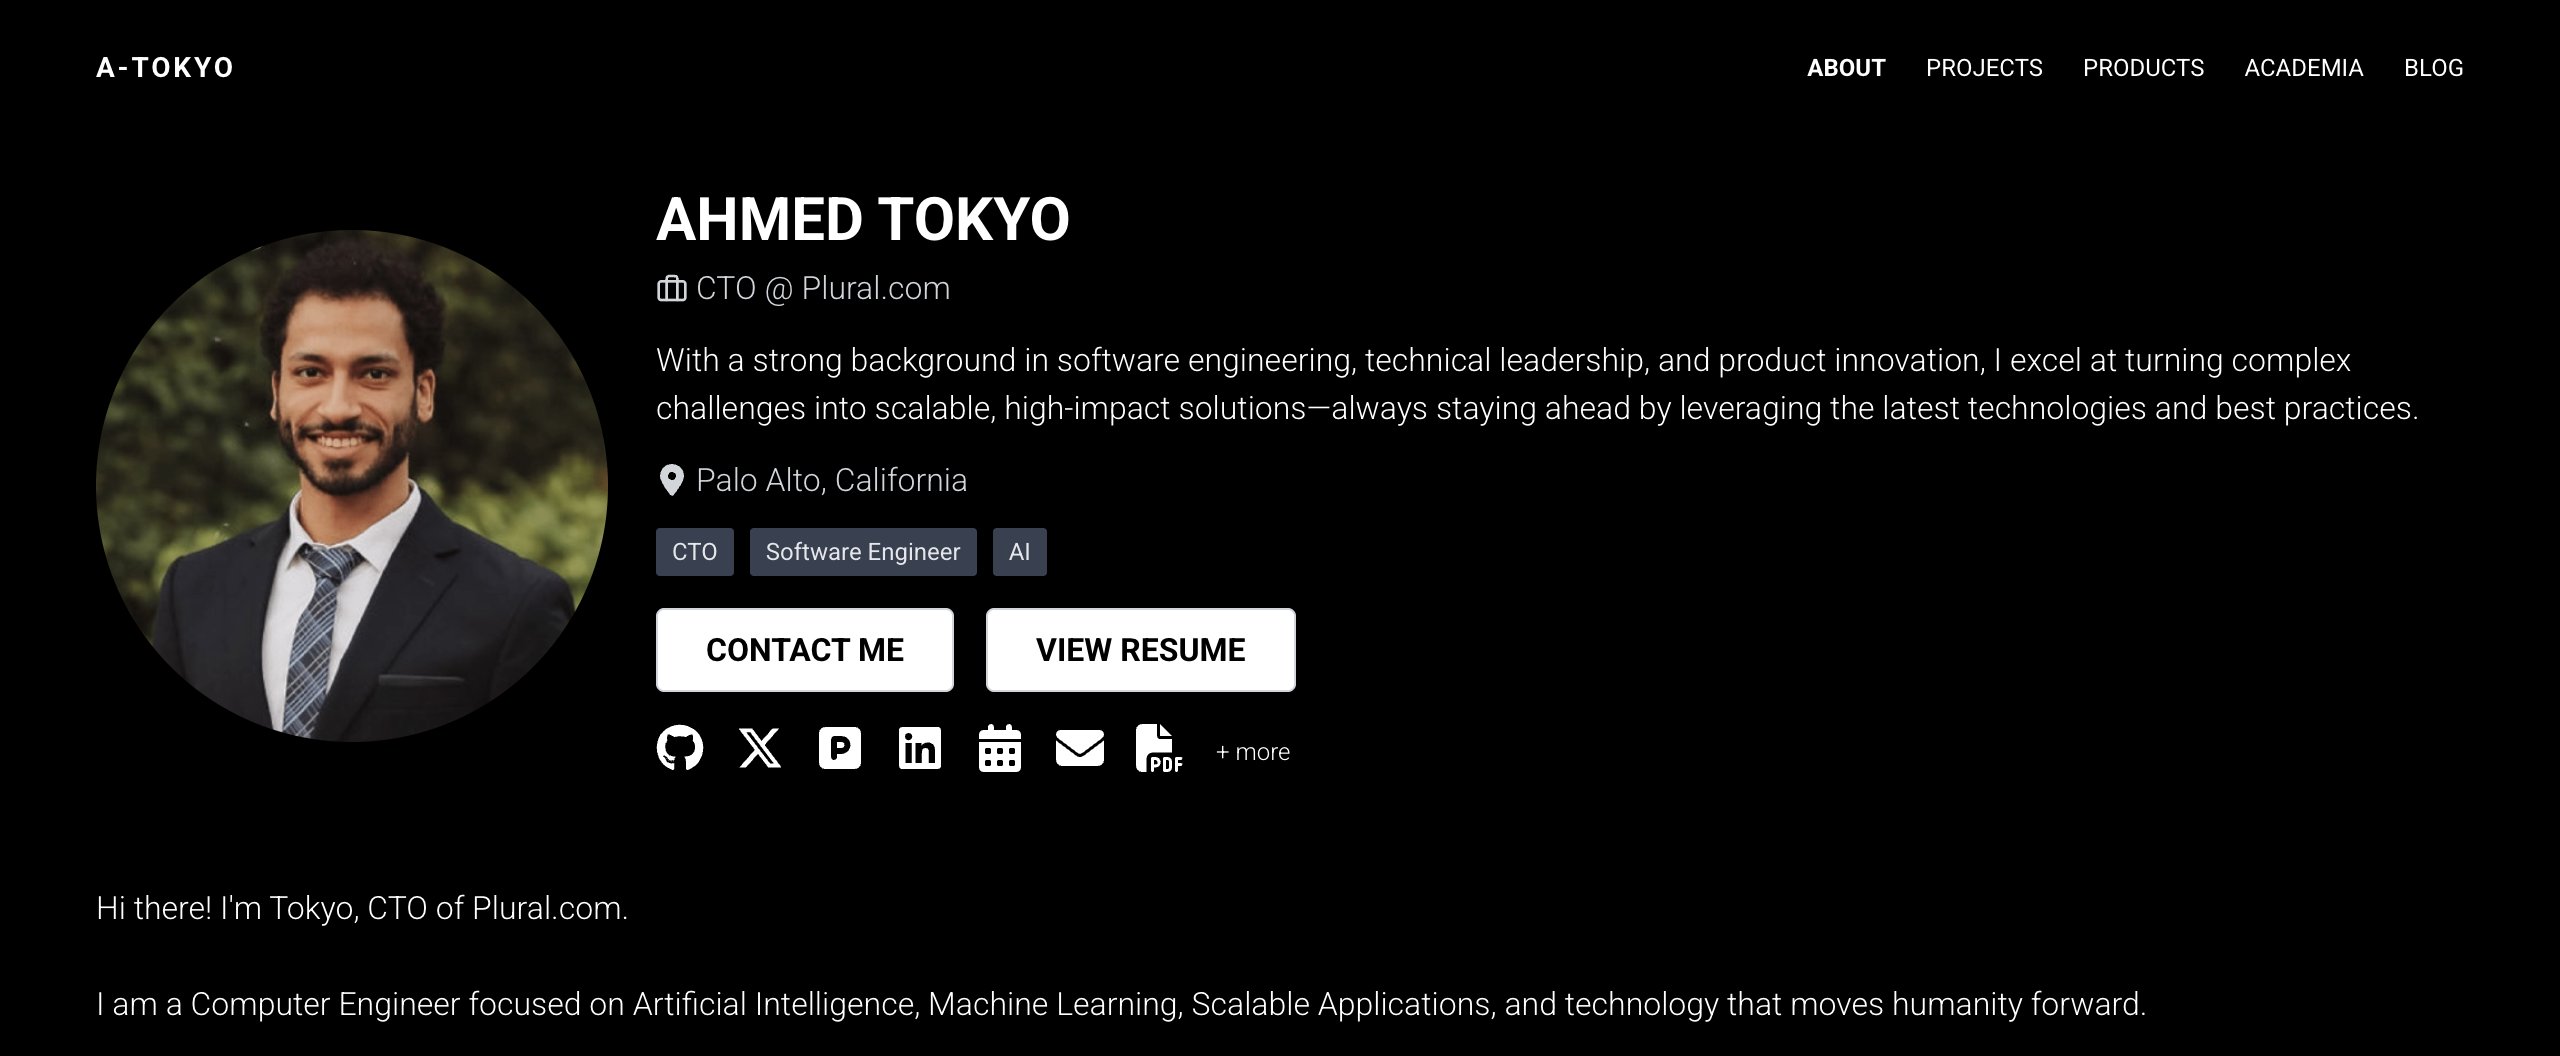 A-TOKYO
ABOUT PROJECTS PRODUCTS ACADEMIA BLOG
AHMED TOKYO
CTO @ Plural.com
With a strong background in software engineering, technical leadership, and product innovation, I excel at turning complex
challenges into scalable, high-impact solutions—always staying ahead by leveraging the latest technologies and best practices.
Palo Alto, California
CTO Software Engineer AI
CONTACT ME VIEW RESUME
P in PDF + more
Hi there! I'm Tokyo, CTO of Plural.com.
I am a Computer Engineer focused on Artificial Intelligence, Machine Learning, Scalable Applications, and technology that moves humanity forward.